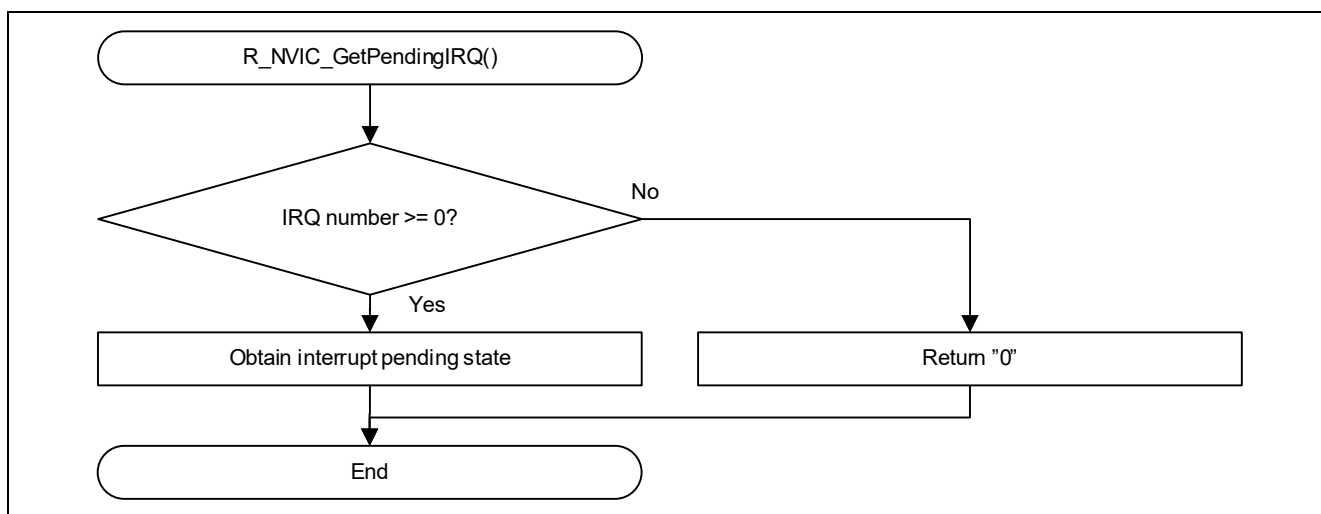 R_NVIC_GetPendingIRQ()
IRQ number >= 0?
No
Yes
Obtain interrupt pending state
Return ”0”
End